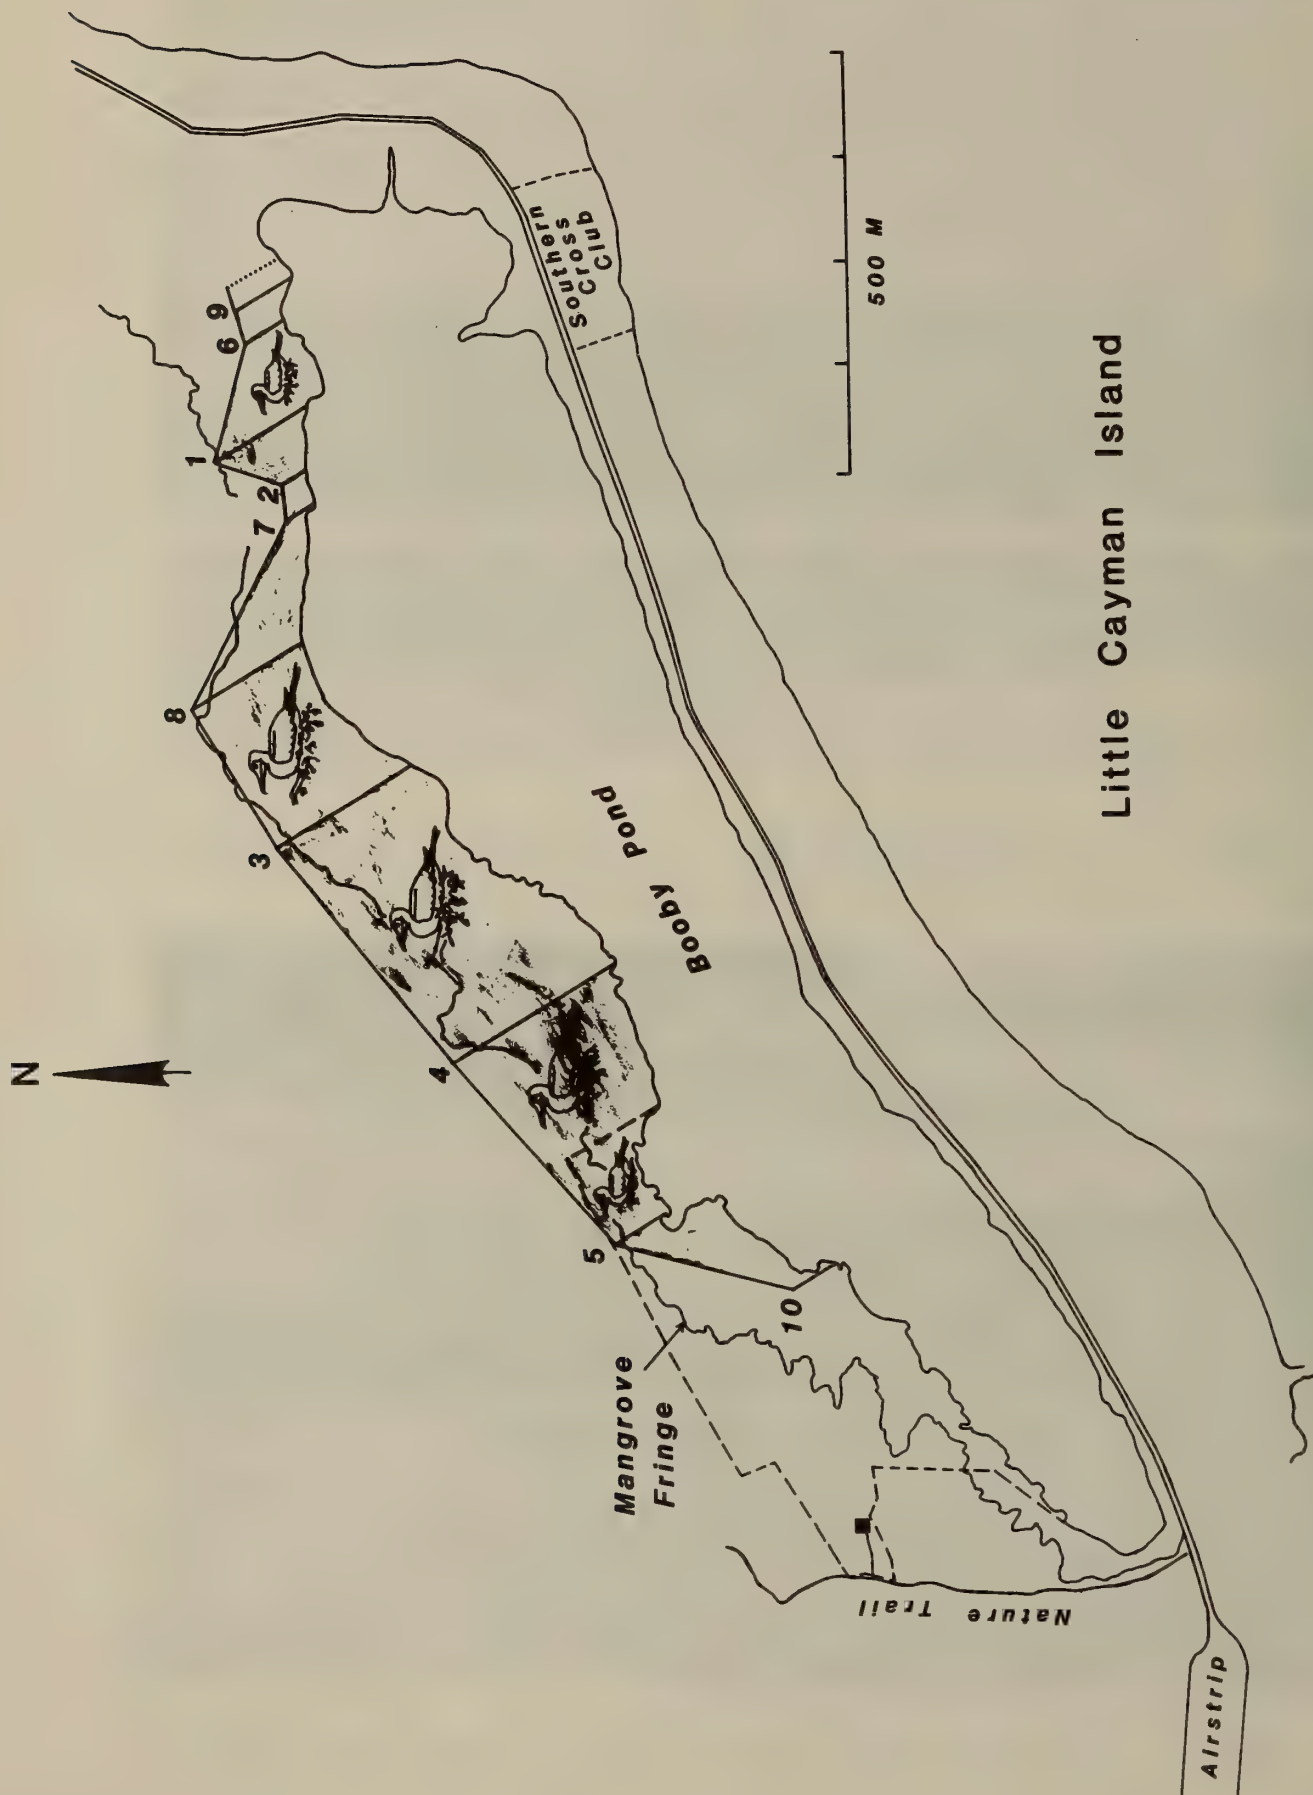 N
1
2
3
4
5
6
7
8
9
10
Southern
Cross
Club
500 M
Booby Pond
Mangrove
Fringe
Nature Trail
Airstrip
Little Cayman Island